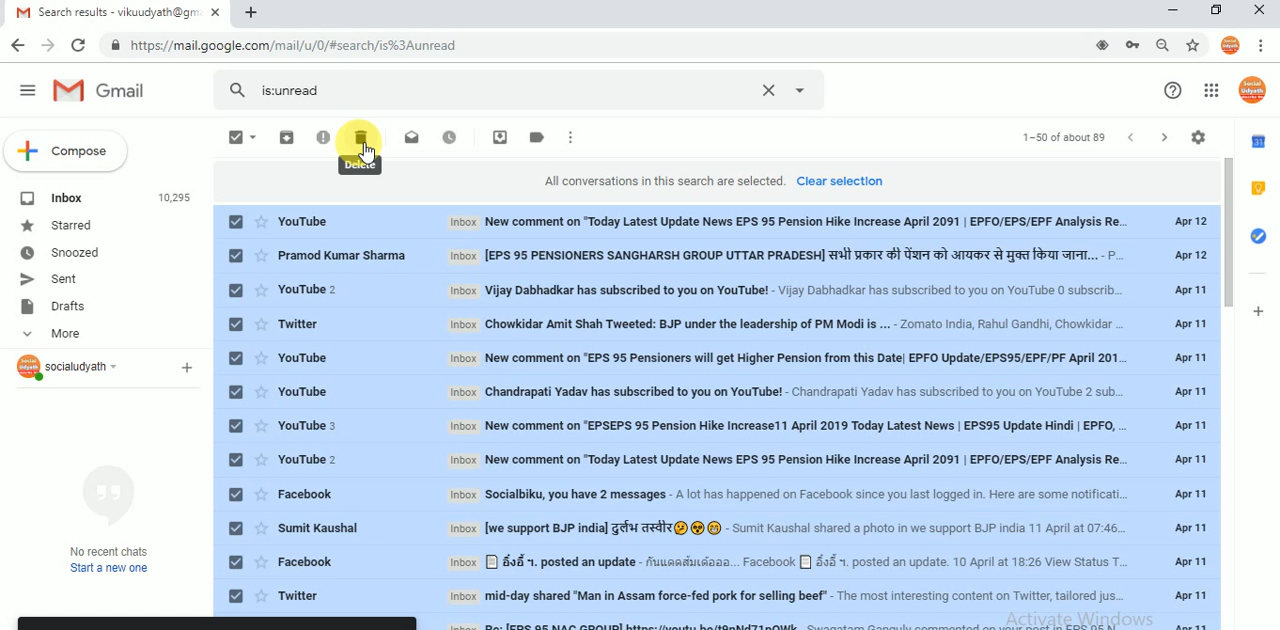 Search results - vikuudyath@gm
https://mail.google.com/mail/u/0/#search/is%3Aunread
Gmail
is:unread
Social Udyath
Compose
1–50 of about 89
Delete
All conversations in this search are selected. Clear selection
Inbox 10,295
Starred
Snoozed
Sent
Drafts
More
socialudyath
No recent chats
Start a new one
YouTube Inbox New comment on "Today Latest Update News EPS 95 Pension Hike Increase April 2091 | EPFO/EPS/EPF Analysis Re... Apr 12
Pramod Kumar Sharma Inbox [EPS 95 PENSIONERS SANGHARSH GROUP UTTAR PRADESH] सभी प्रकार की पेंशन को आयकर से मुक्त किया जाना... - P... Apr 12
YouTube 2 Inbox Vijay Dabhadkar has subscribed to you on YouTube! - Vijay Dabhadkar has subscribed to you on YouTube 0 subscrib... Apr 11
Twitter Inbox Chowkidar Amit Shah Tweeted: BJP under the leadership of PM Modi is ... - Zomato India, Rahul Gandhi, Chowkidar ... Apr 11
YouTube Inbox New comment on "EPS 95 Pensioners will get Higher Pension from this Date| EPFO Update/EPS95/EPF/PF April 201... Apr 11
YouTube Inbox Chandrapati Yadav has subscribed to you on YouTube! - Chandrapati Yadav has subscribed to you on YouTube 2 sub... Apr 11
YouTube 3 Inbox New comment on "EPSEPS 95 Pension Hike Increase11 April 2019 Today Latest News | EPS95 Update Hindi | EPFO, ... Apr 11
YouTube 2 Inbox New comment on "Today Latest Update News EPS 95 Pension Hike Increase April 2091 | EPFO/EPS/EPF Analysis Re... Apr 11
Facebook Inbox Socialbiku, you have 2 messages - A lot has happened on Facebook since you last logged in. Here are some notificati... Apr 11
Sumit Kaushal Inbox [we support BJP india] दुर्लभ तस्वीर - Sumit Kaushal shared a photo in we support BJP india 11 April at 07:46... Apr 11
Facebook Inbox posted an update - Facebook posted an update. 10 April at 18:26 View Status T... Apr 11
Twitter Inbox mid-day shared "Man in Assam force-fed pork for selling beef" - The most interesting content on Twitter, tailored jus... Apr 11
Activate Windows